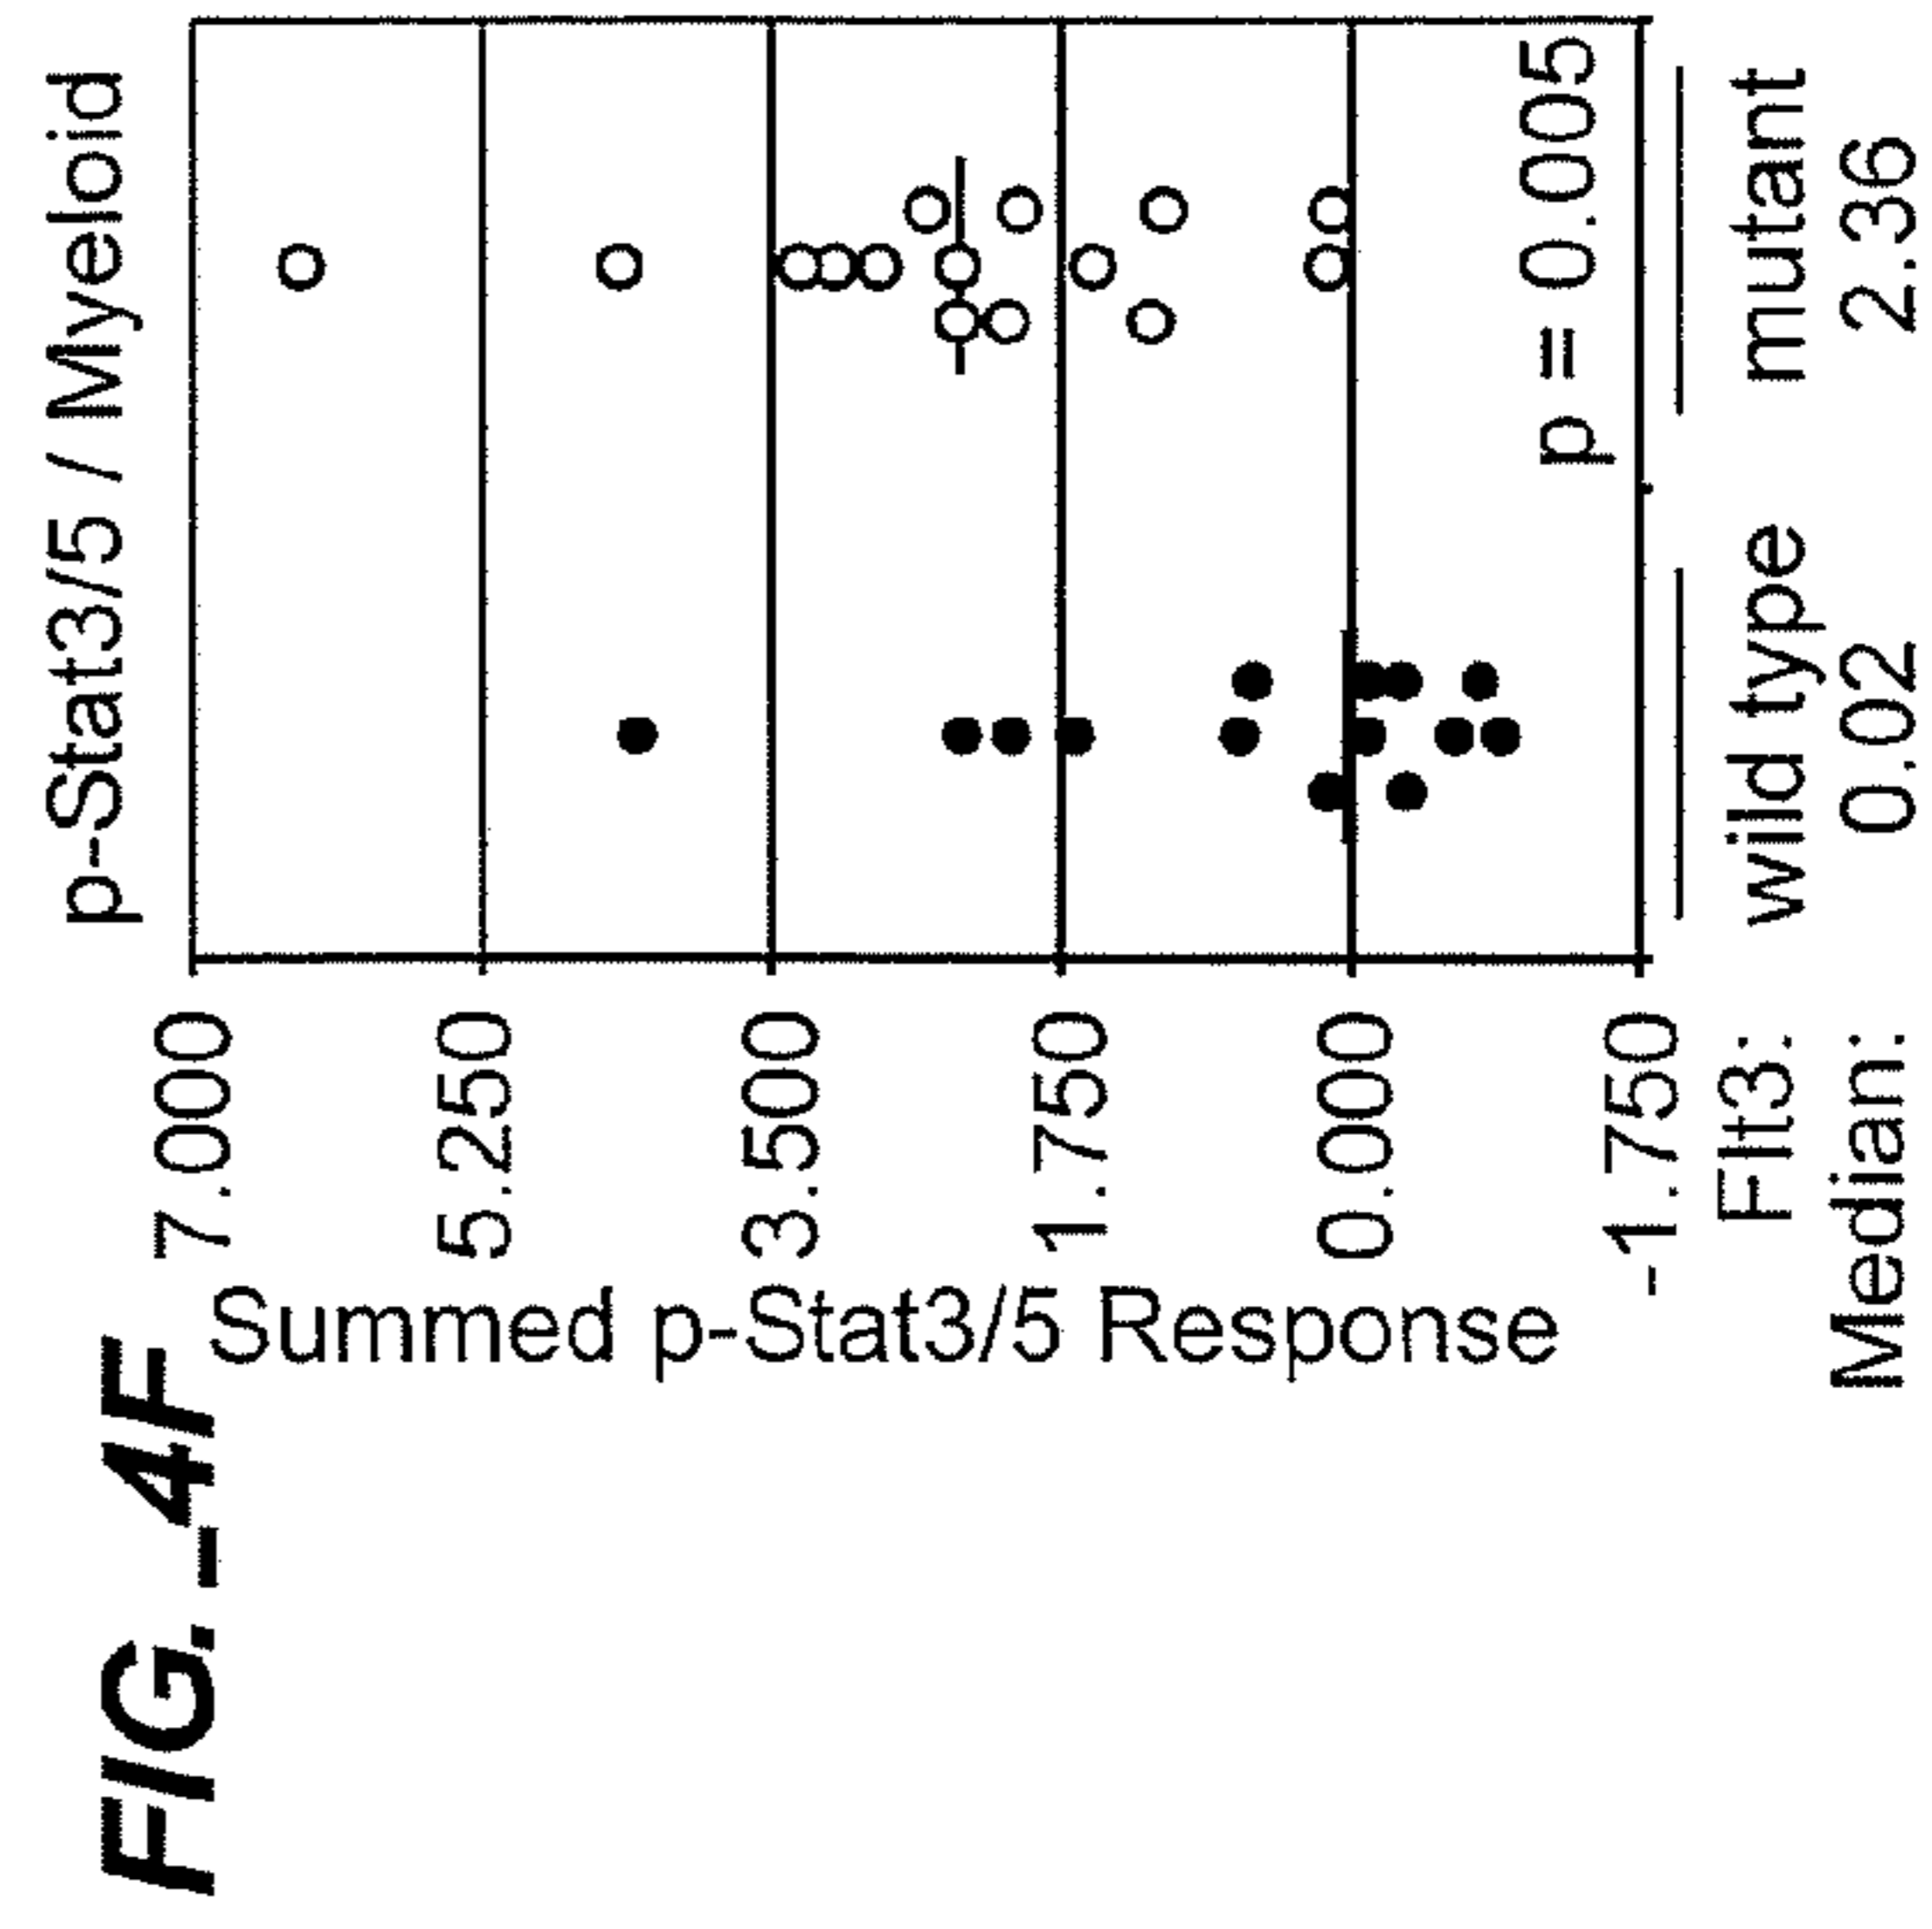 FIG._4F
p-Stat3/5 / Myeloid
Summed p-Stat3/5 Response
7.000
5.250
3.500
1.750
0.000
-1.750
p = 0.005
Flt3: wild type mutant
Median: 0.02 2.36